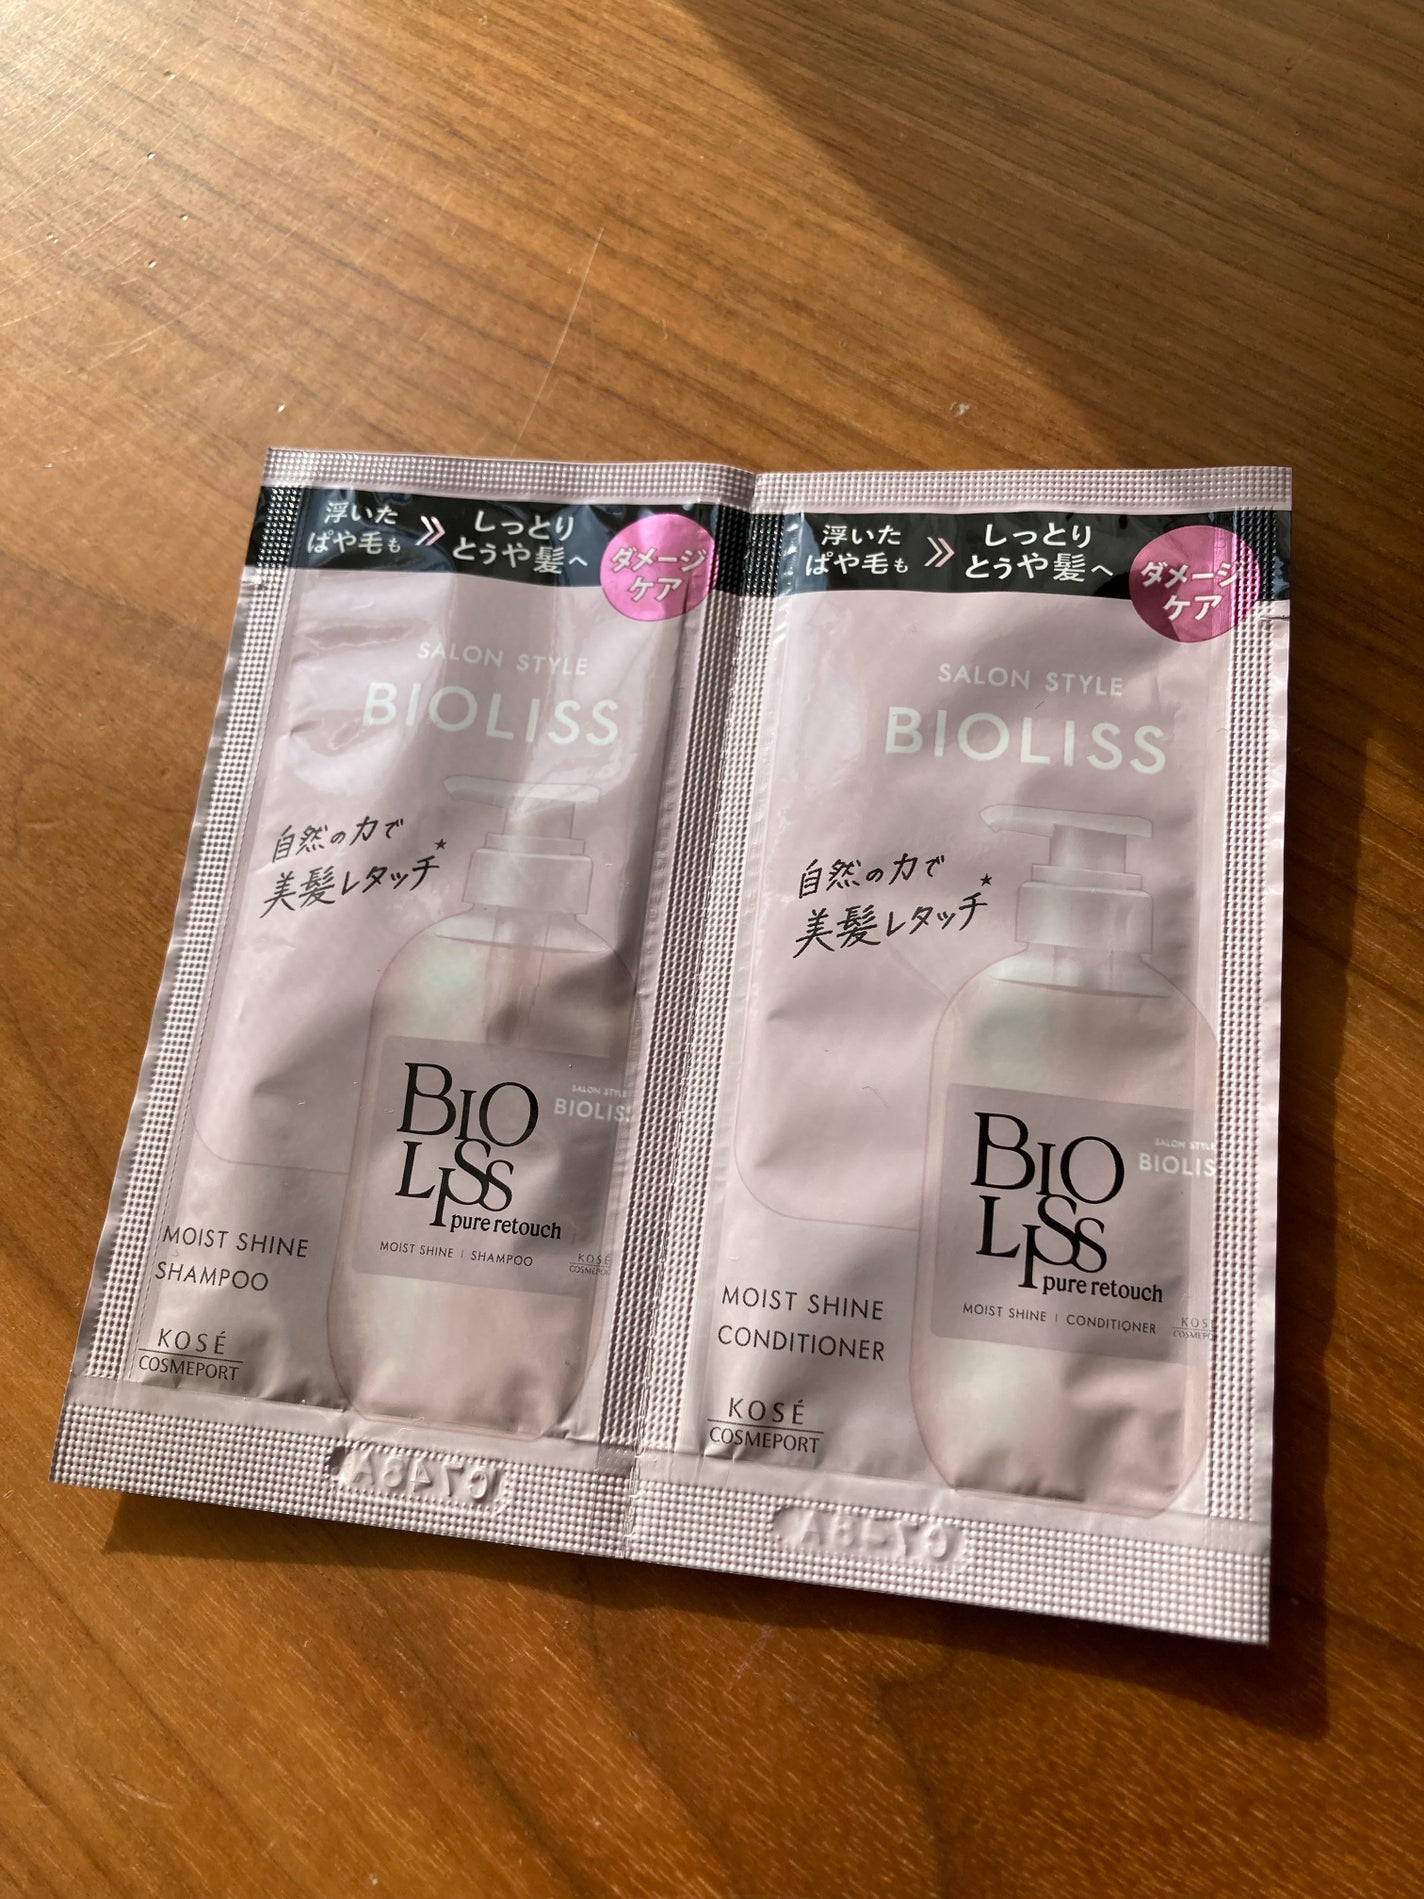 浮いた
ぱや毛も
»
しっとり
とぅや髪へ
ダメージ
ケア
SALON STYLE
BIOLISS
自然の力で
美髪レタッチ★
BIO
LISS
pure retouch
SALON STYLE
BIOLISS
MOIST SHINE | SHAMPOO
KOSÉ
MOIST SHINE
SHAMPOO
KOSÉ
COSMEPORT
浮いた
ぱや毛も
»
しっとり
とぅや髪へ
ダメージ
ケア
SALON STYLE
BIOLISS
自然の力で
美髪レタッチ★
BIO
LISS
pure retouch
SALON STYLE
BIOLIS
MOIST SHINE | CONDITIONER
KOS
MOIST SHINE
CONDITIONER
KOSÉ
COSMEPORT